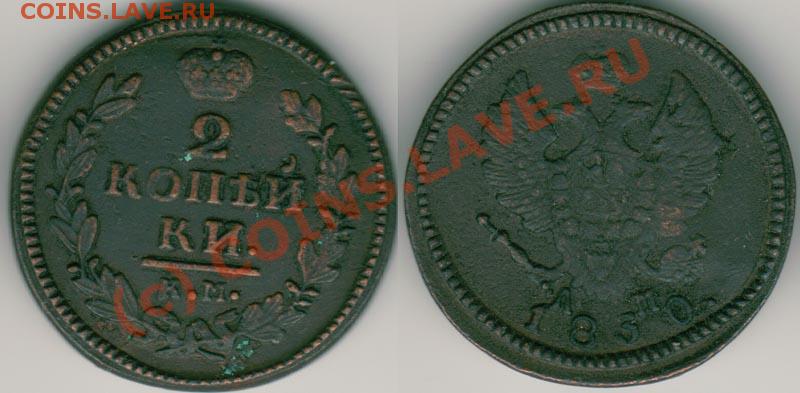 COINS.LAVE.RU
2
КОПѢЙ
КИ.
К.М.
1830.
(c) COINS.LAVE.RU